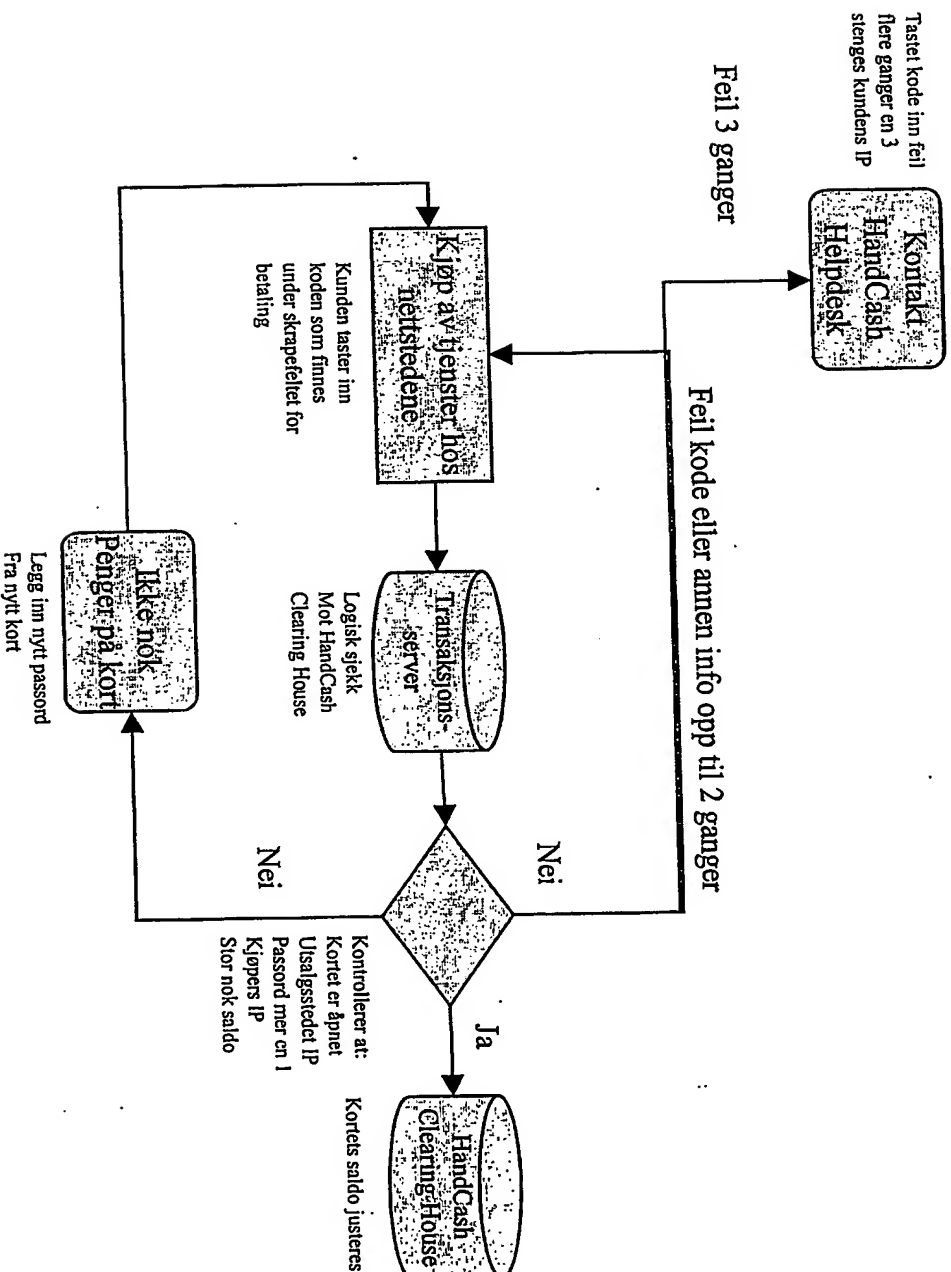 Tastet kode inn feil
flere ganger en 3
stenges kundens IP
Kontakt
HandCash
Helpdesk
Feil 3 ganger
Feil kode eller annen info opp til 2 ganger
Kjøp av tjenster hos
nettstedene
Kunden taster inn
koden som finnes
under skrapefeltet for
betaling
Transaksjons-
server
Logisk sjekk
Mot HandCash
Clearing House
Nei
Ja
Nei
Kontrollerer at:
Kortet er åpnet
Utsalgsstedet IP
Passord mer en 1
Kjøpers IP
Stor nok saldo
HandCash
Clearing House
Kortets saldo justeres
Ikke nok
Penger på kort
Legg inn nytt passord
Fra nytt kort